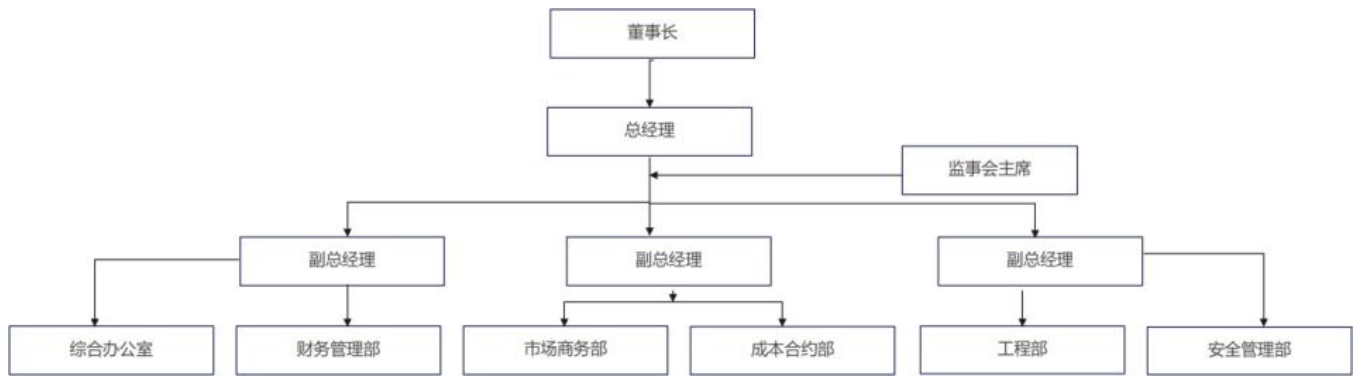 董事长
总经理
监事会主席
副总经理
副总经理
副总经理
综合办公室
财务管理部
市场商务部
成本合约部
工程部
安全管理部